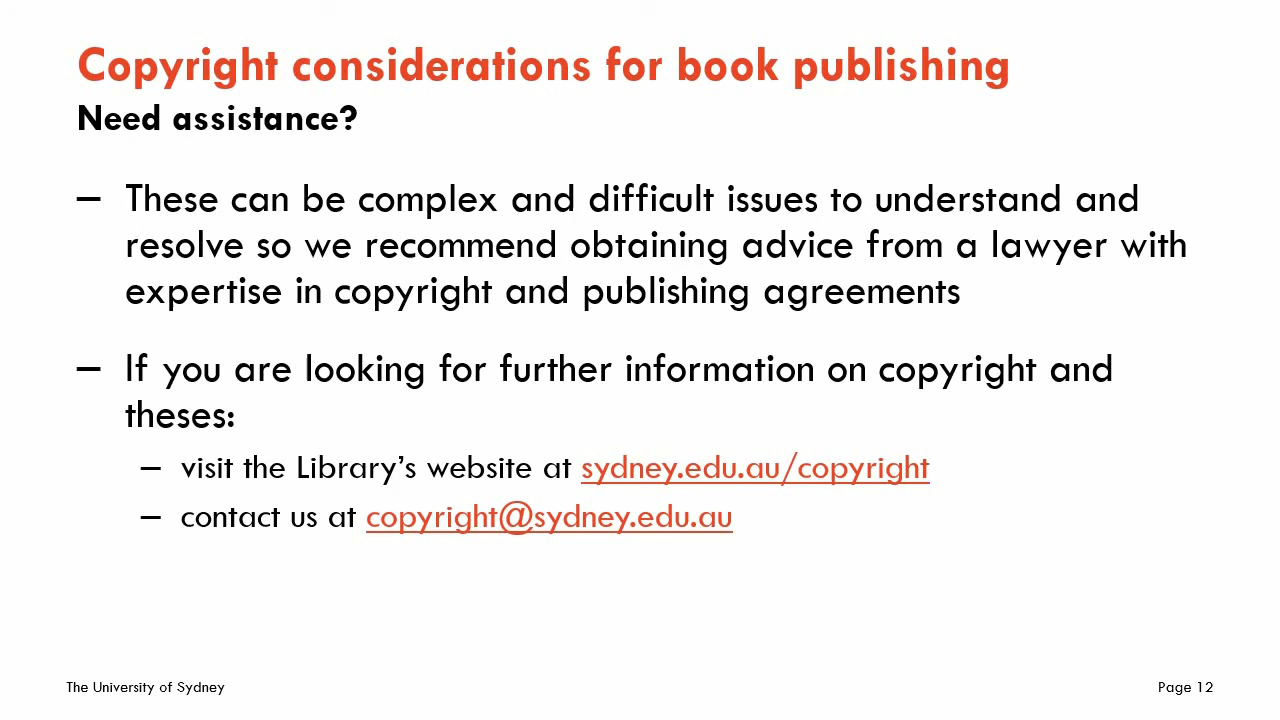 Copyright considerations for book publishing
Need assistance?
– These can be complex and difficult issues to understand and
resolve so we recommend obtaining advice from a lawyer with
expertise in copyright and publishing agreements
– If you are looking for further information on copyright and
theses:
– visit the Library’s website at sydney.edu.au/copyright
– contact us at copyright@sydney.edu.au
The University of Sydney
Page 12